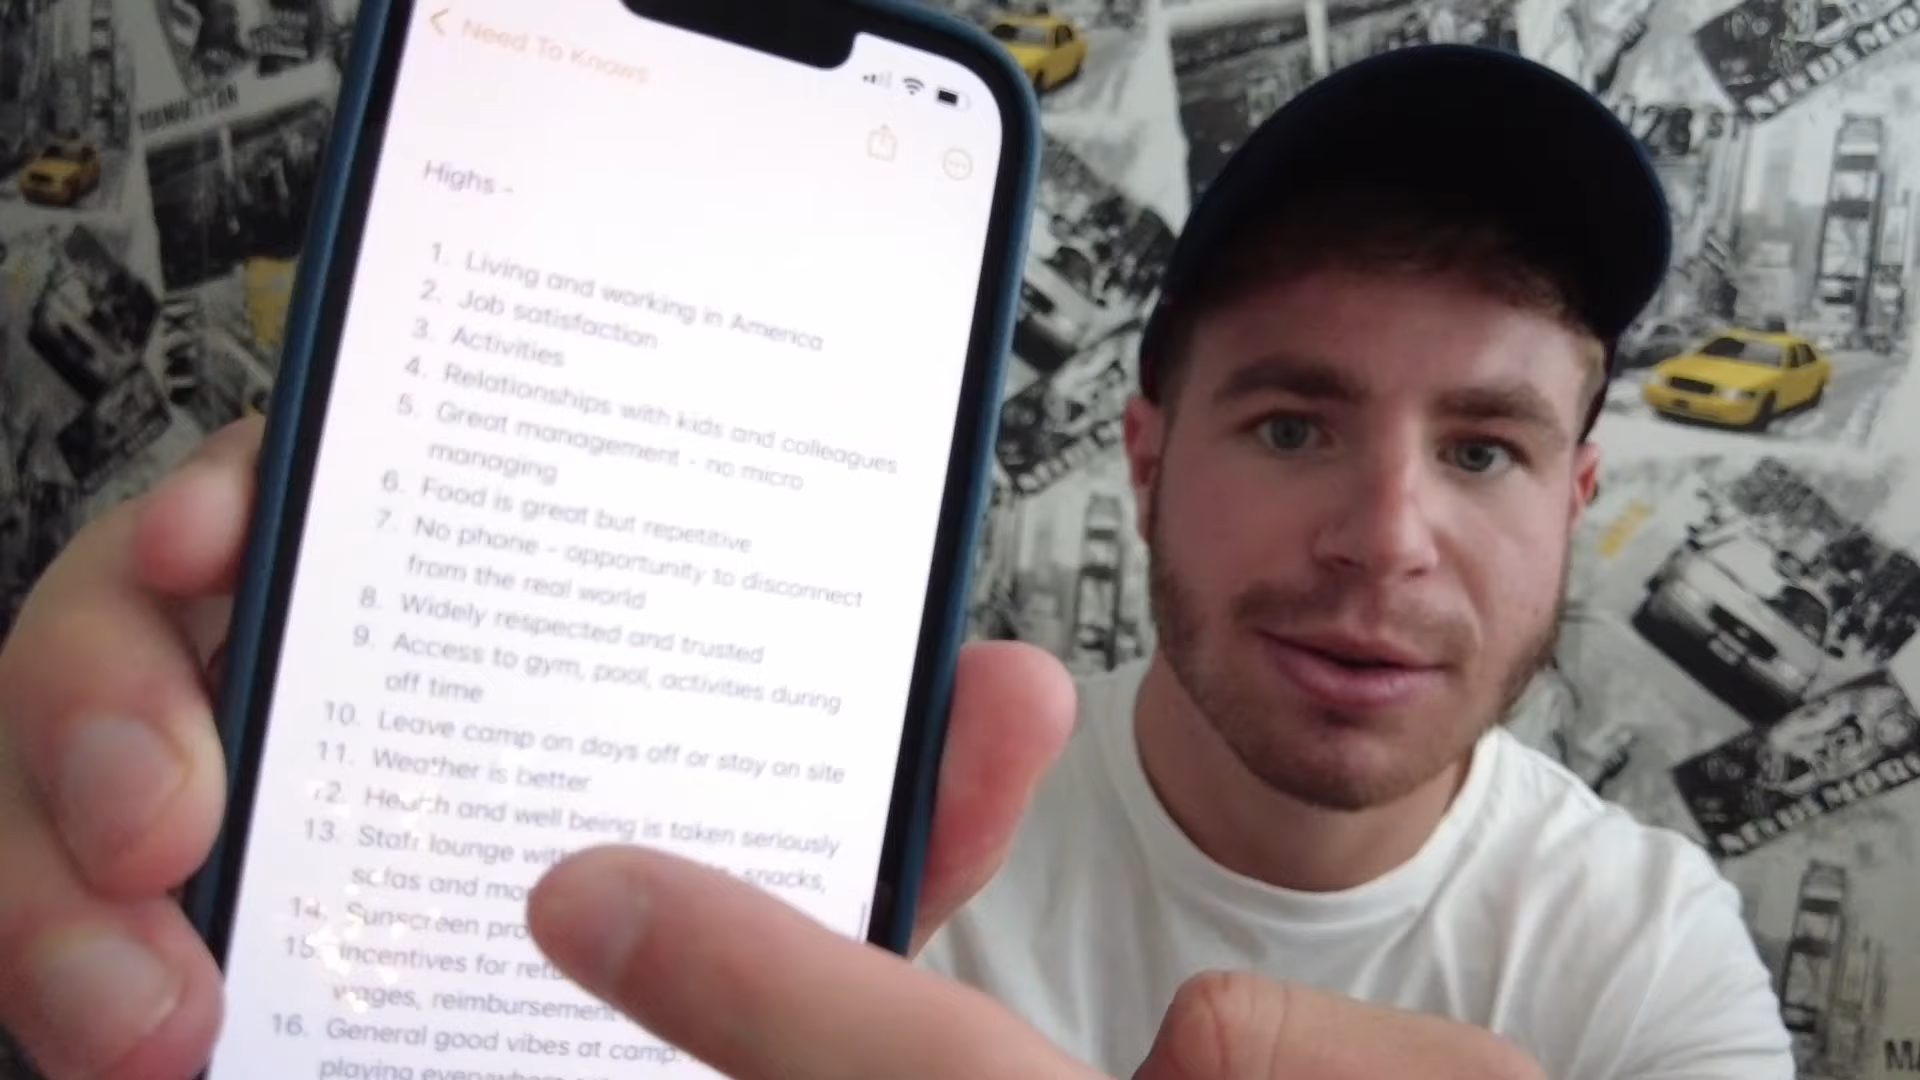 Need To Knows
Highs -
1. Living and working in America
2. Job satisfaction
3. Activities
4. Relationships with kids and colleagues
5. Great management - no micro
managing
6. Food is great but repetitive
7. No phone - opportunity to disconnect
from the real world
8. Widely respected and trusted
9. Access to gym, pool, activities during
off time
10. Leave camp on days off or stay on site
11. Weather is better
12. Health and well being is taken seriously
13. Staff lounge with snacks,
sofas and
14. Sunscreen
15. Incentives for
wages, reimbursement
16. General good vibes at camp.
playing